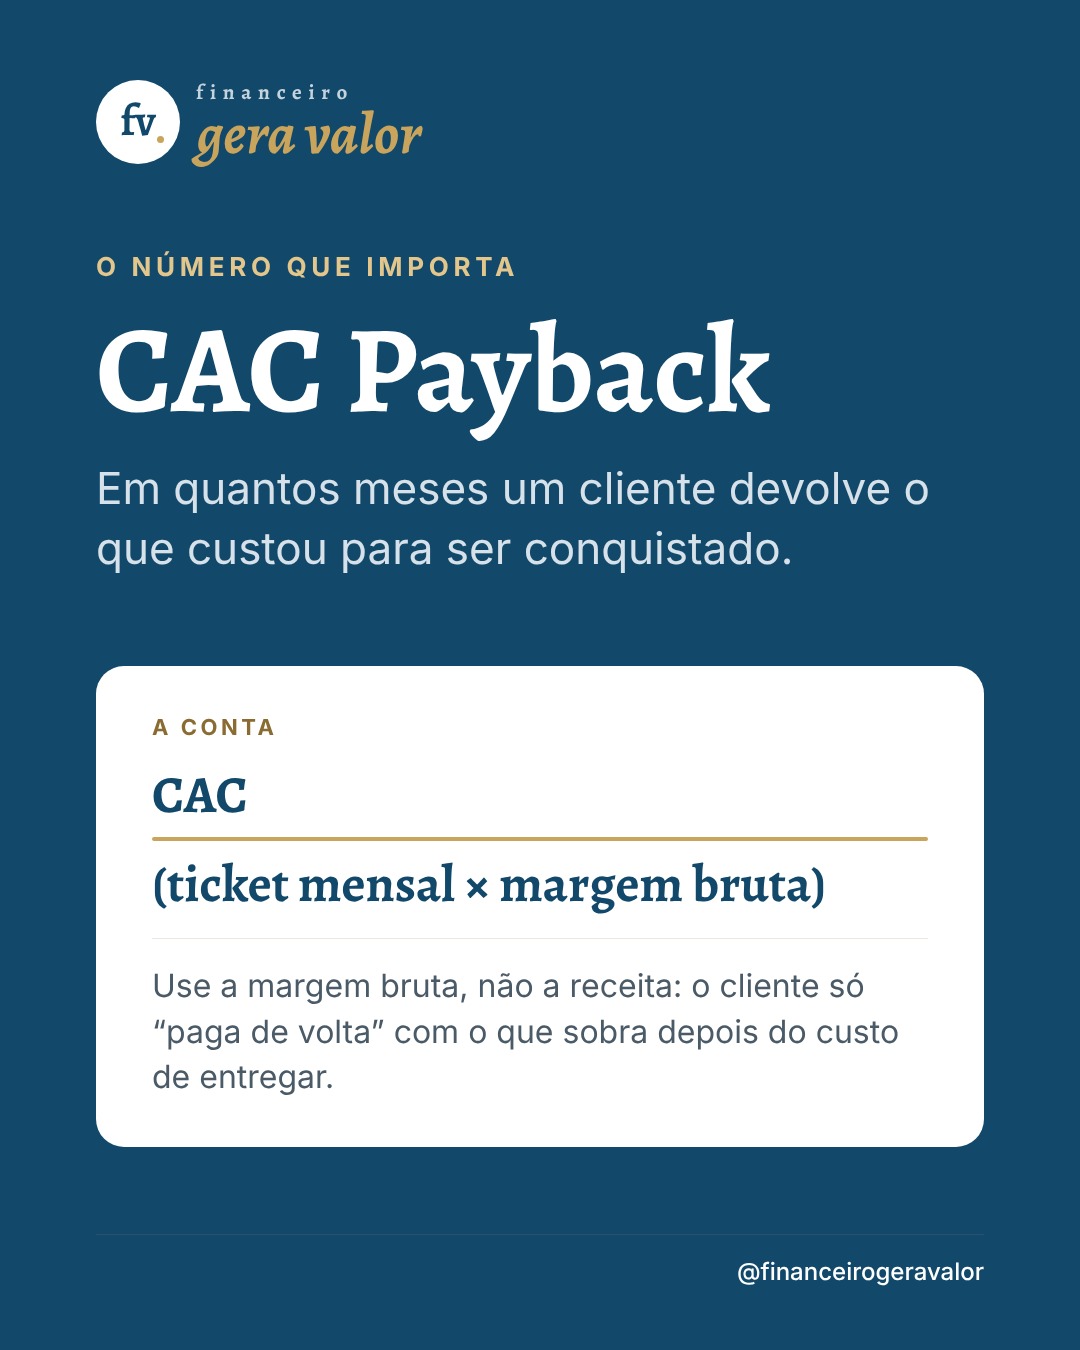 fv.
financeiro
gera valor
O NÚMERO QUE IMPORTA
CAC Payback
Em quantos meses um cliente devolve o
que custou para ser conquistado.
A CONTA
CAC
(ticket mensal × margem bruta)
Use a margem bruta, não a receita: o cliente só
“paga de volta” com o que sobra depois do custo
de entregar.
@financeirogeravalor